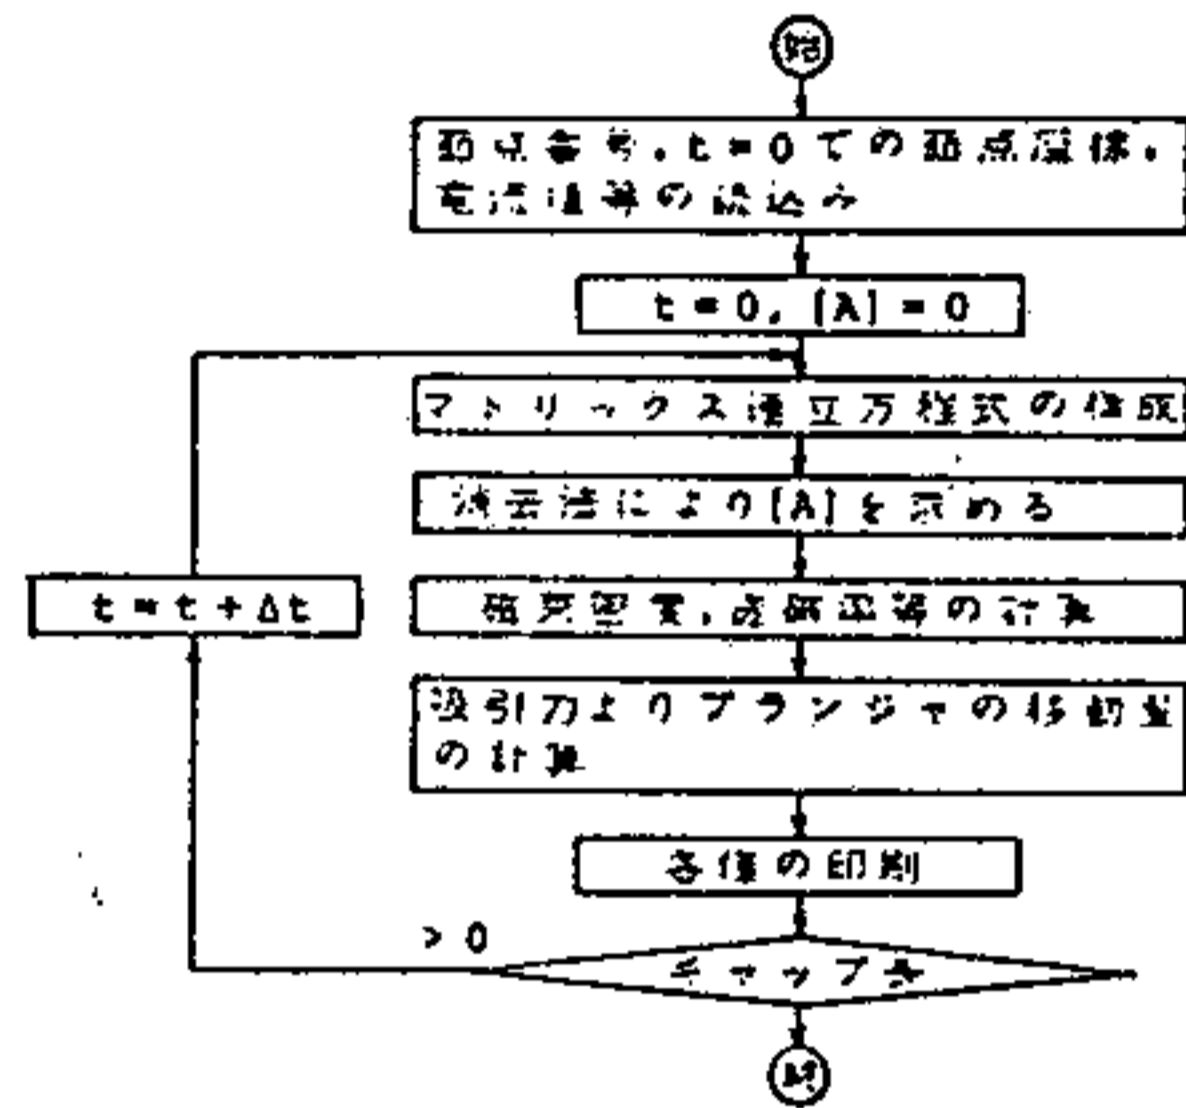 始
節点番号，t=0での節点座標，
電流値等の読込み
t=0, [A]=0
マトリックス連立方程式の作成
消去法により[A]を求める
t=t+Δt
磁束密度，透磁率等の計算
吸引力よりプランジャの移動量
の計算
各値の印刷
>0
ギャップ長
終